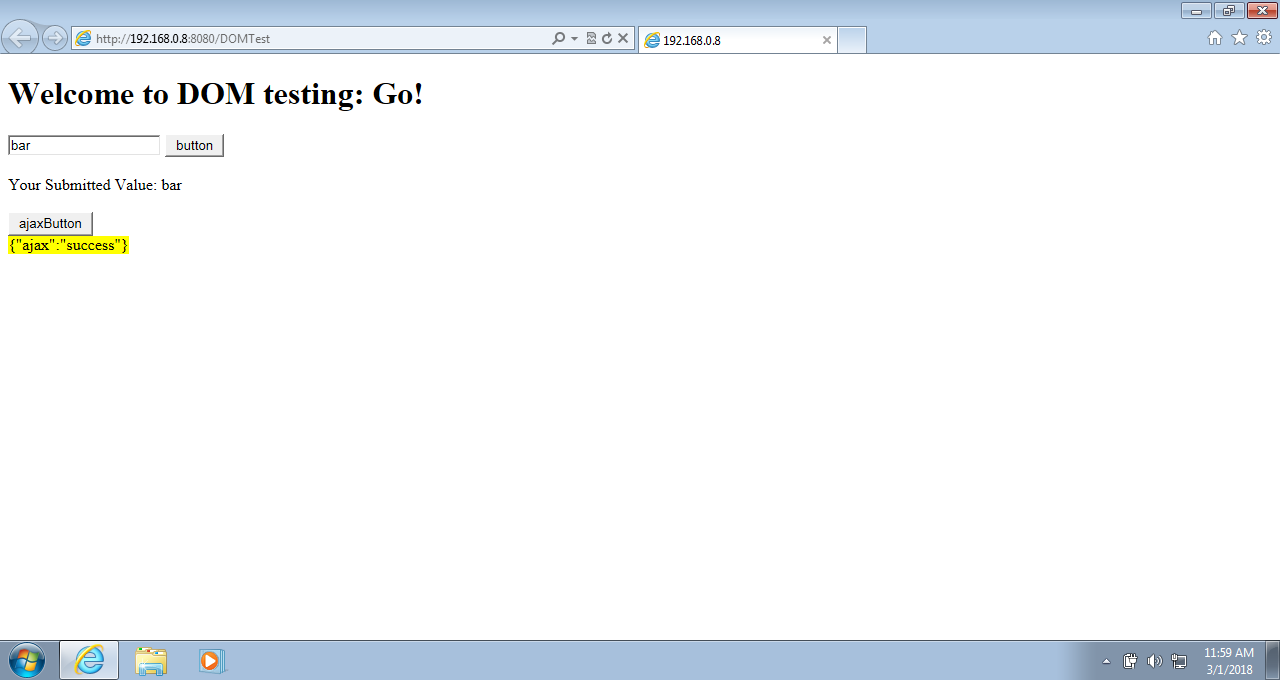 http://192.168.0.8:8080/DOMTest
192.168.0.8
Welcome to DOM testing: Go!
bar
button
Your Submitted Value: bar
ajaxButton
{"ajax":"success"}
11:59 AM
3/1/2018